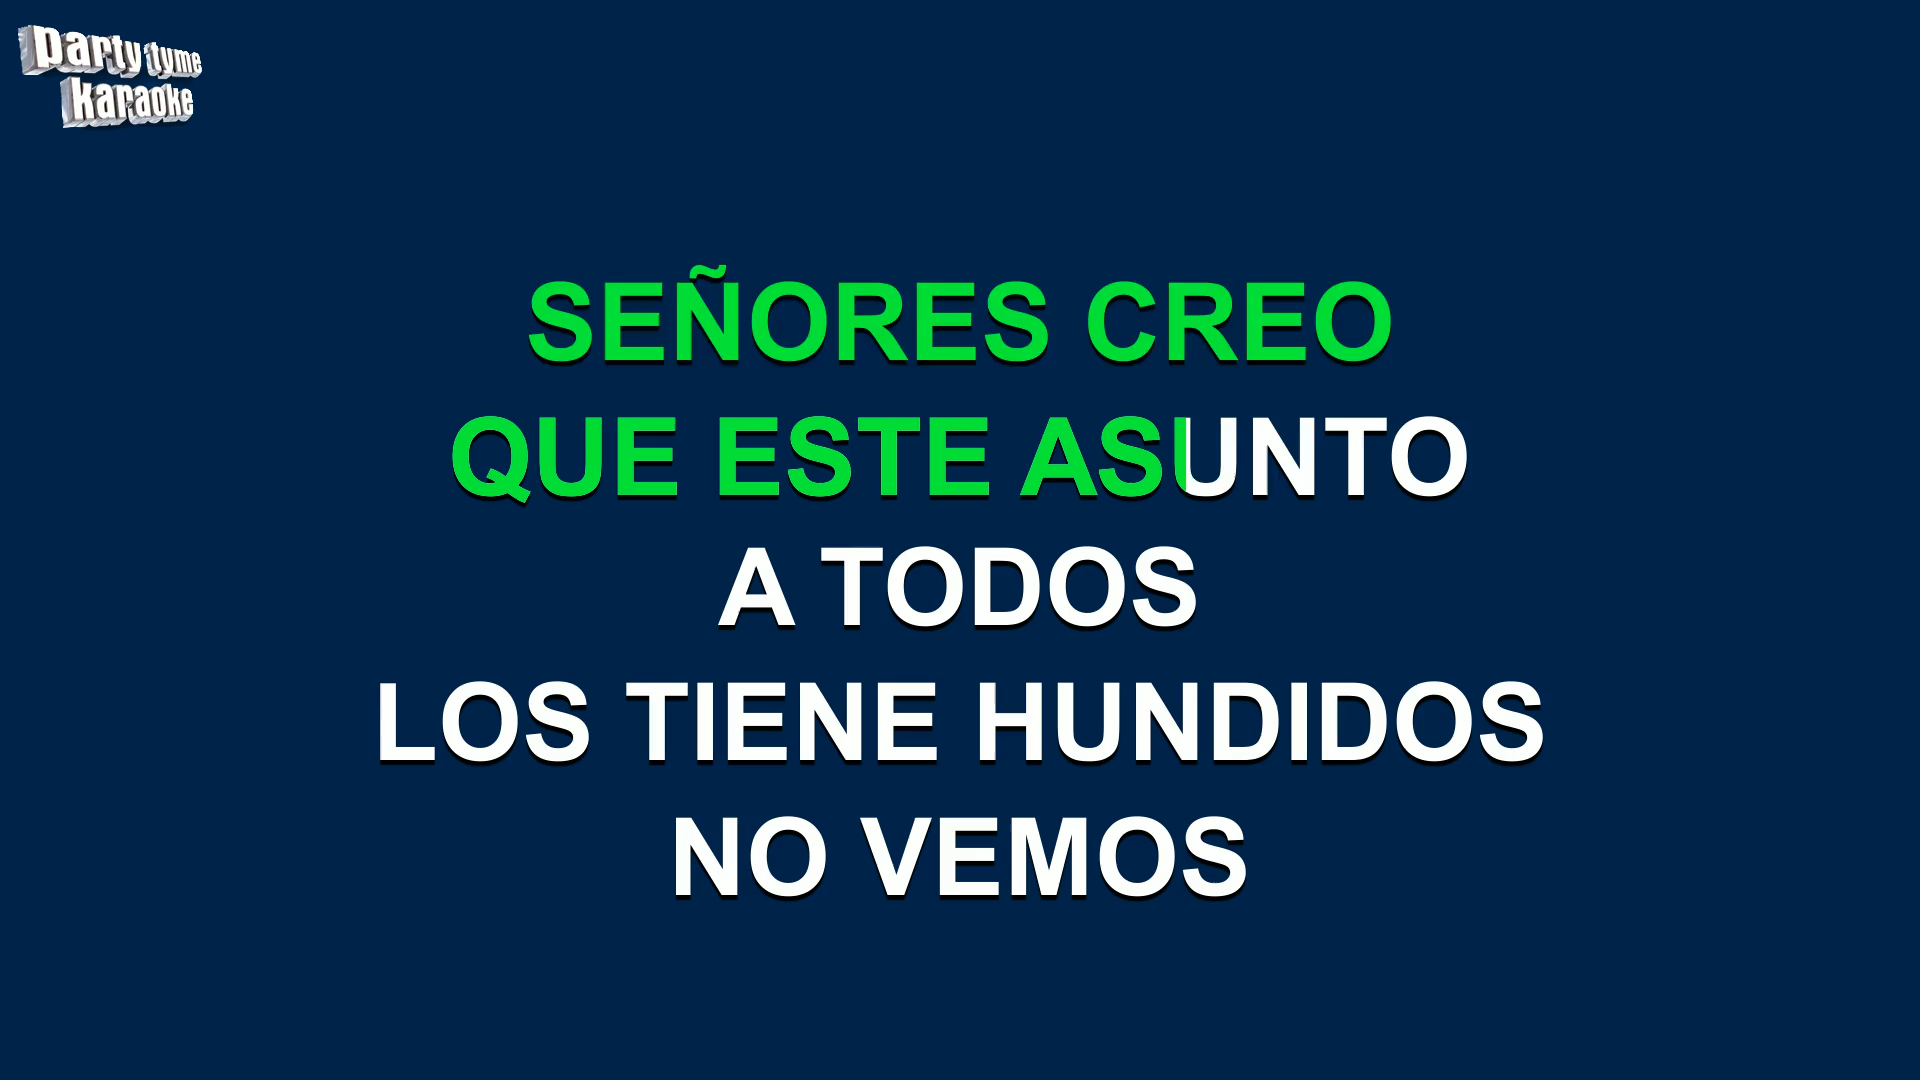 party tyme
karaoke
SEÑORES CREO
QUE ESTE ASUNTO
A TODOS
LOS TIENE HUNDIDOS
NO VEMOS